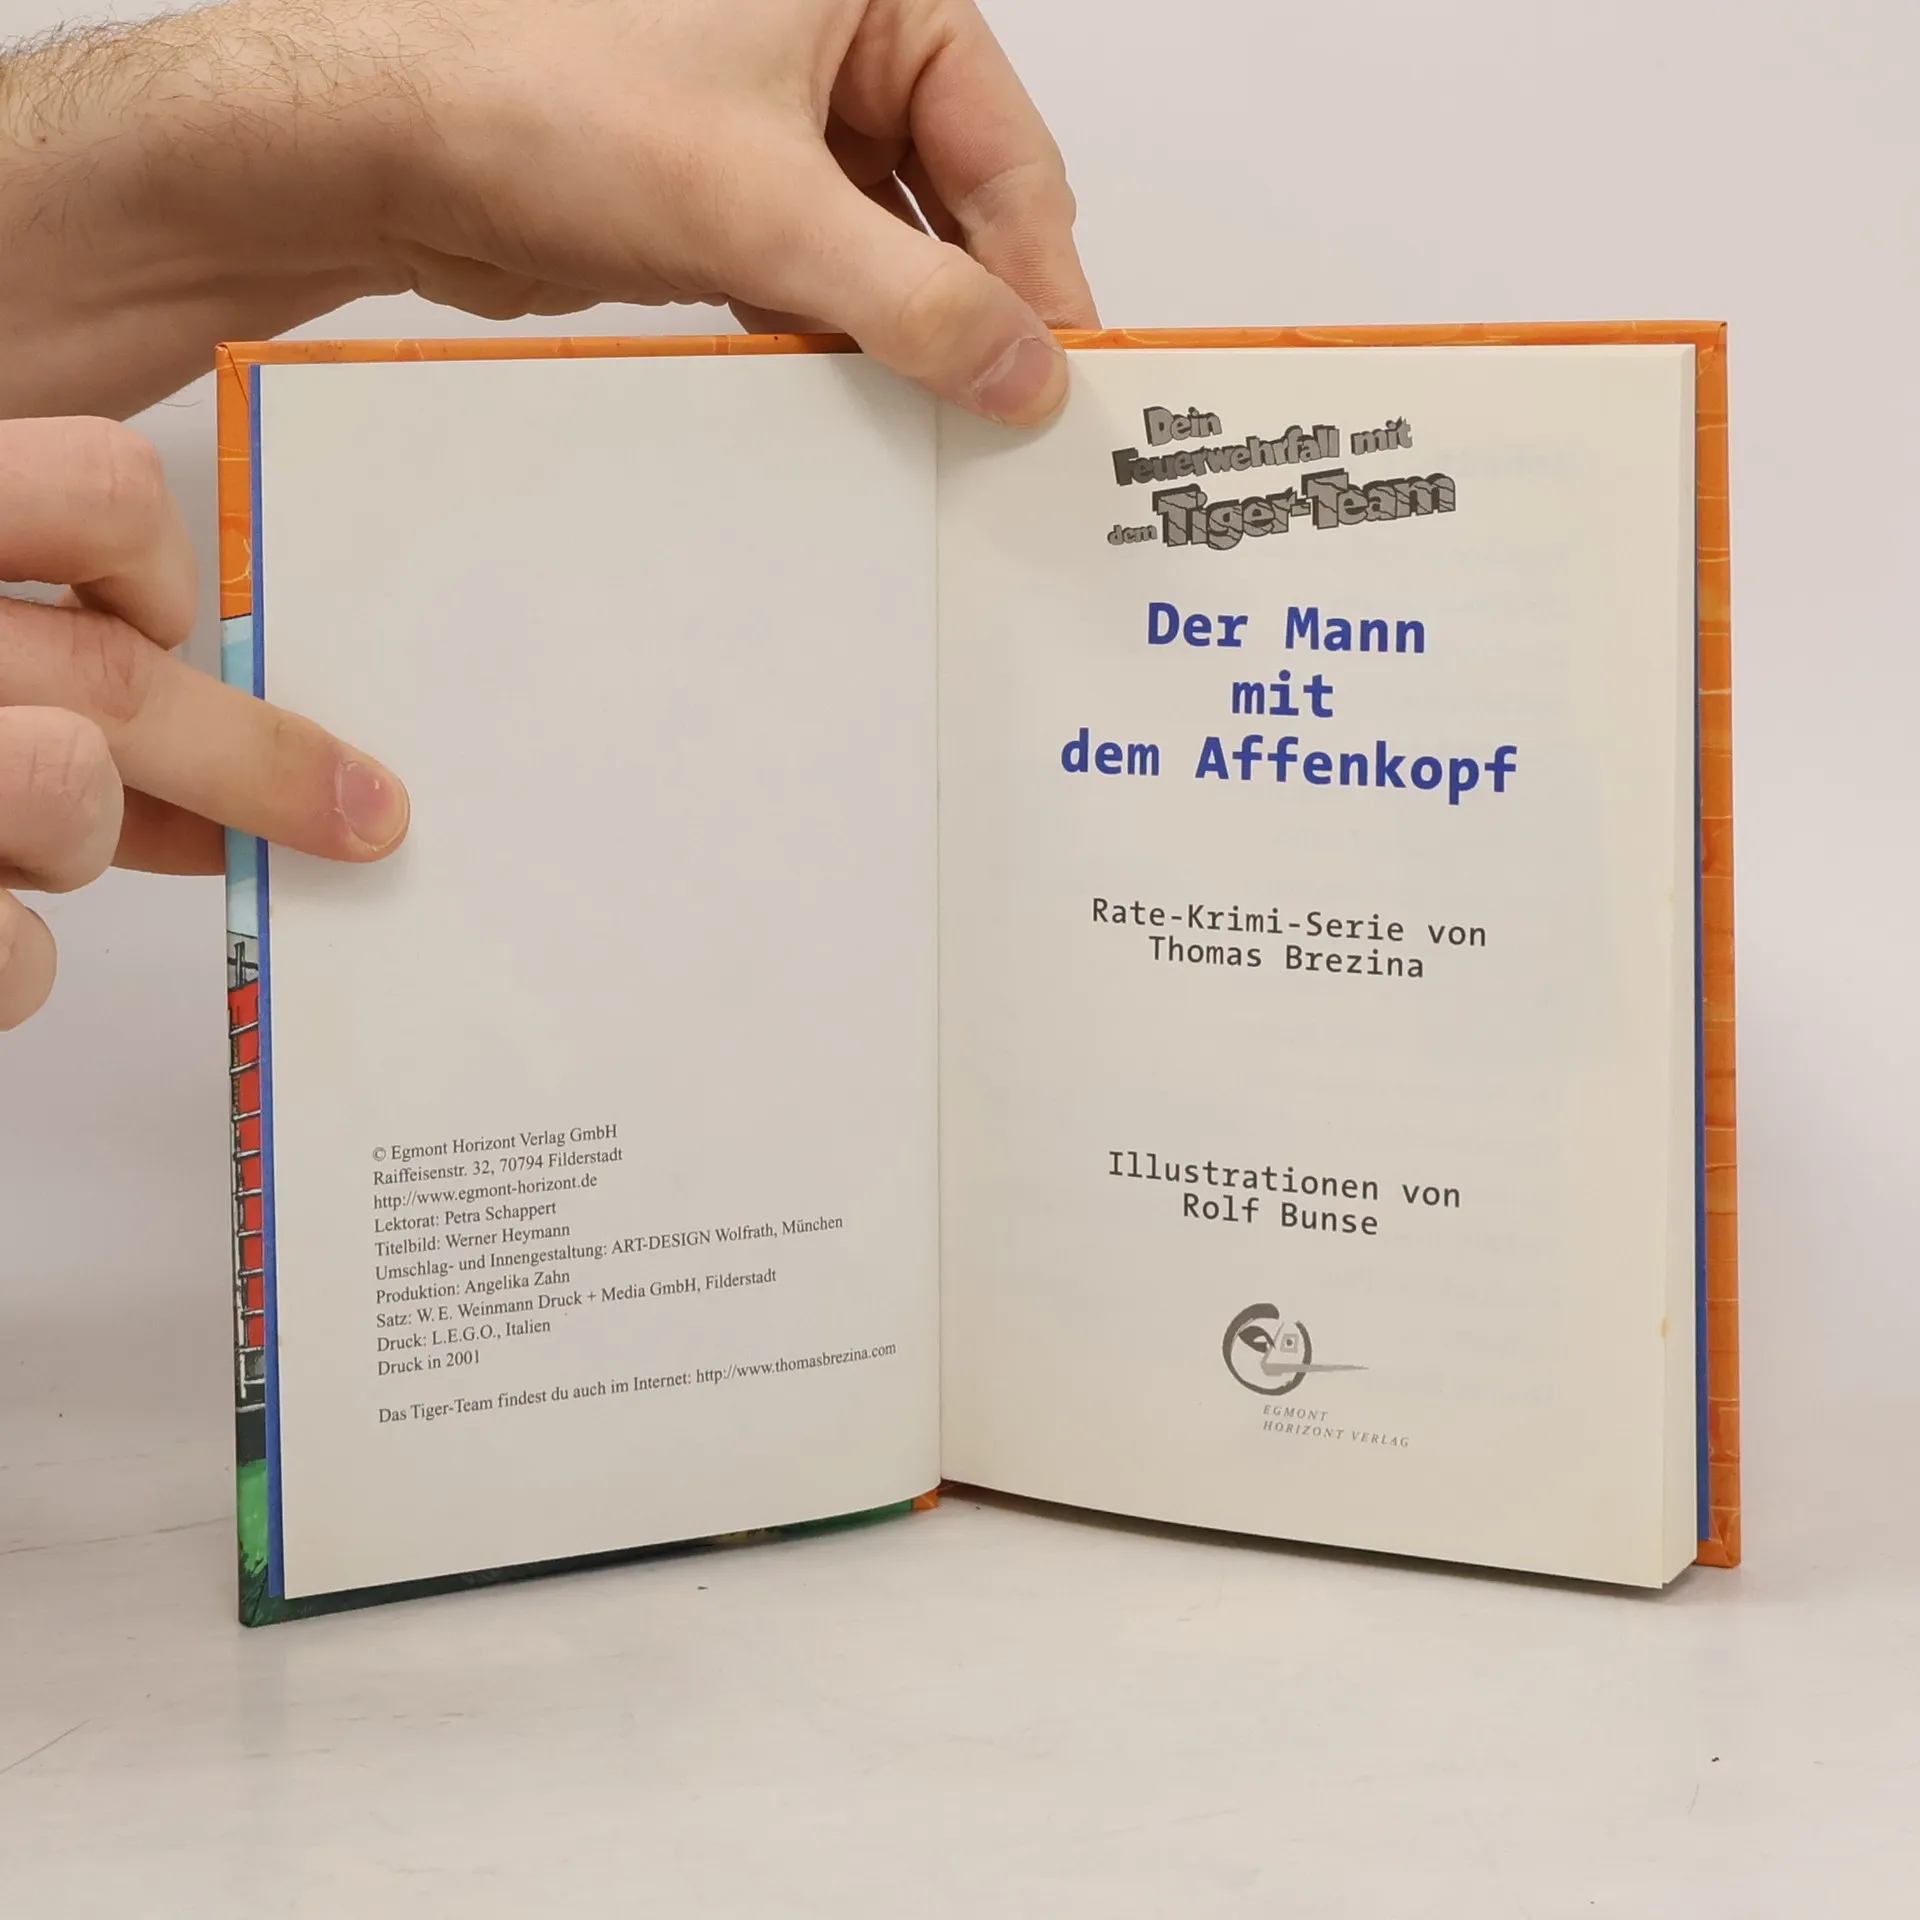 © Egmont Horizont Verlag GmbH
Raiffeisenstr. 32, 70794 Filderstadt
http://www.egmont-horizont.de
Lektorat: Petra Schappert
Titelbild: Werner Heymann
Umschlag- und Innengestaltung: ART-DESIGN Wolfrath, München
Produktion: Angelika Zahn
Satz: W. E. Weinmann Druck + Media GmbH, Filderstadt
Druck: L.E.G.O., Italien
Druck in 2001
Das Tiger-Team findest du auch im Internet: http://www.thomasbrezina.com
Dein
Feuerwehrfall mit
dem Tiger-Team
Der Mann
mit
dem Affenkopf
Rate-Krimi-Serie von
Thomas Brezina
Illustrationen von
Rolf Bunse
EGMONT
HORIZONT VERLAG